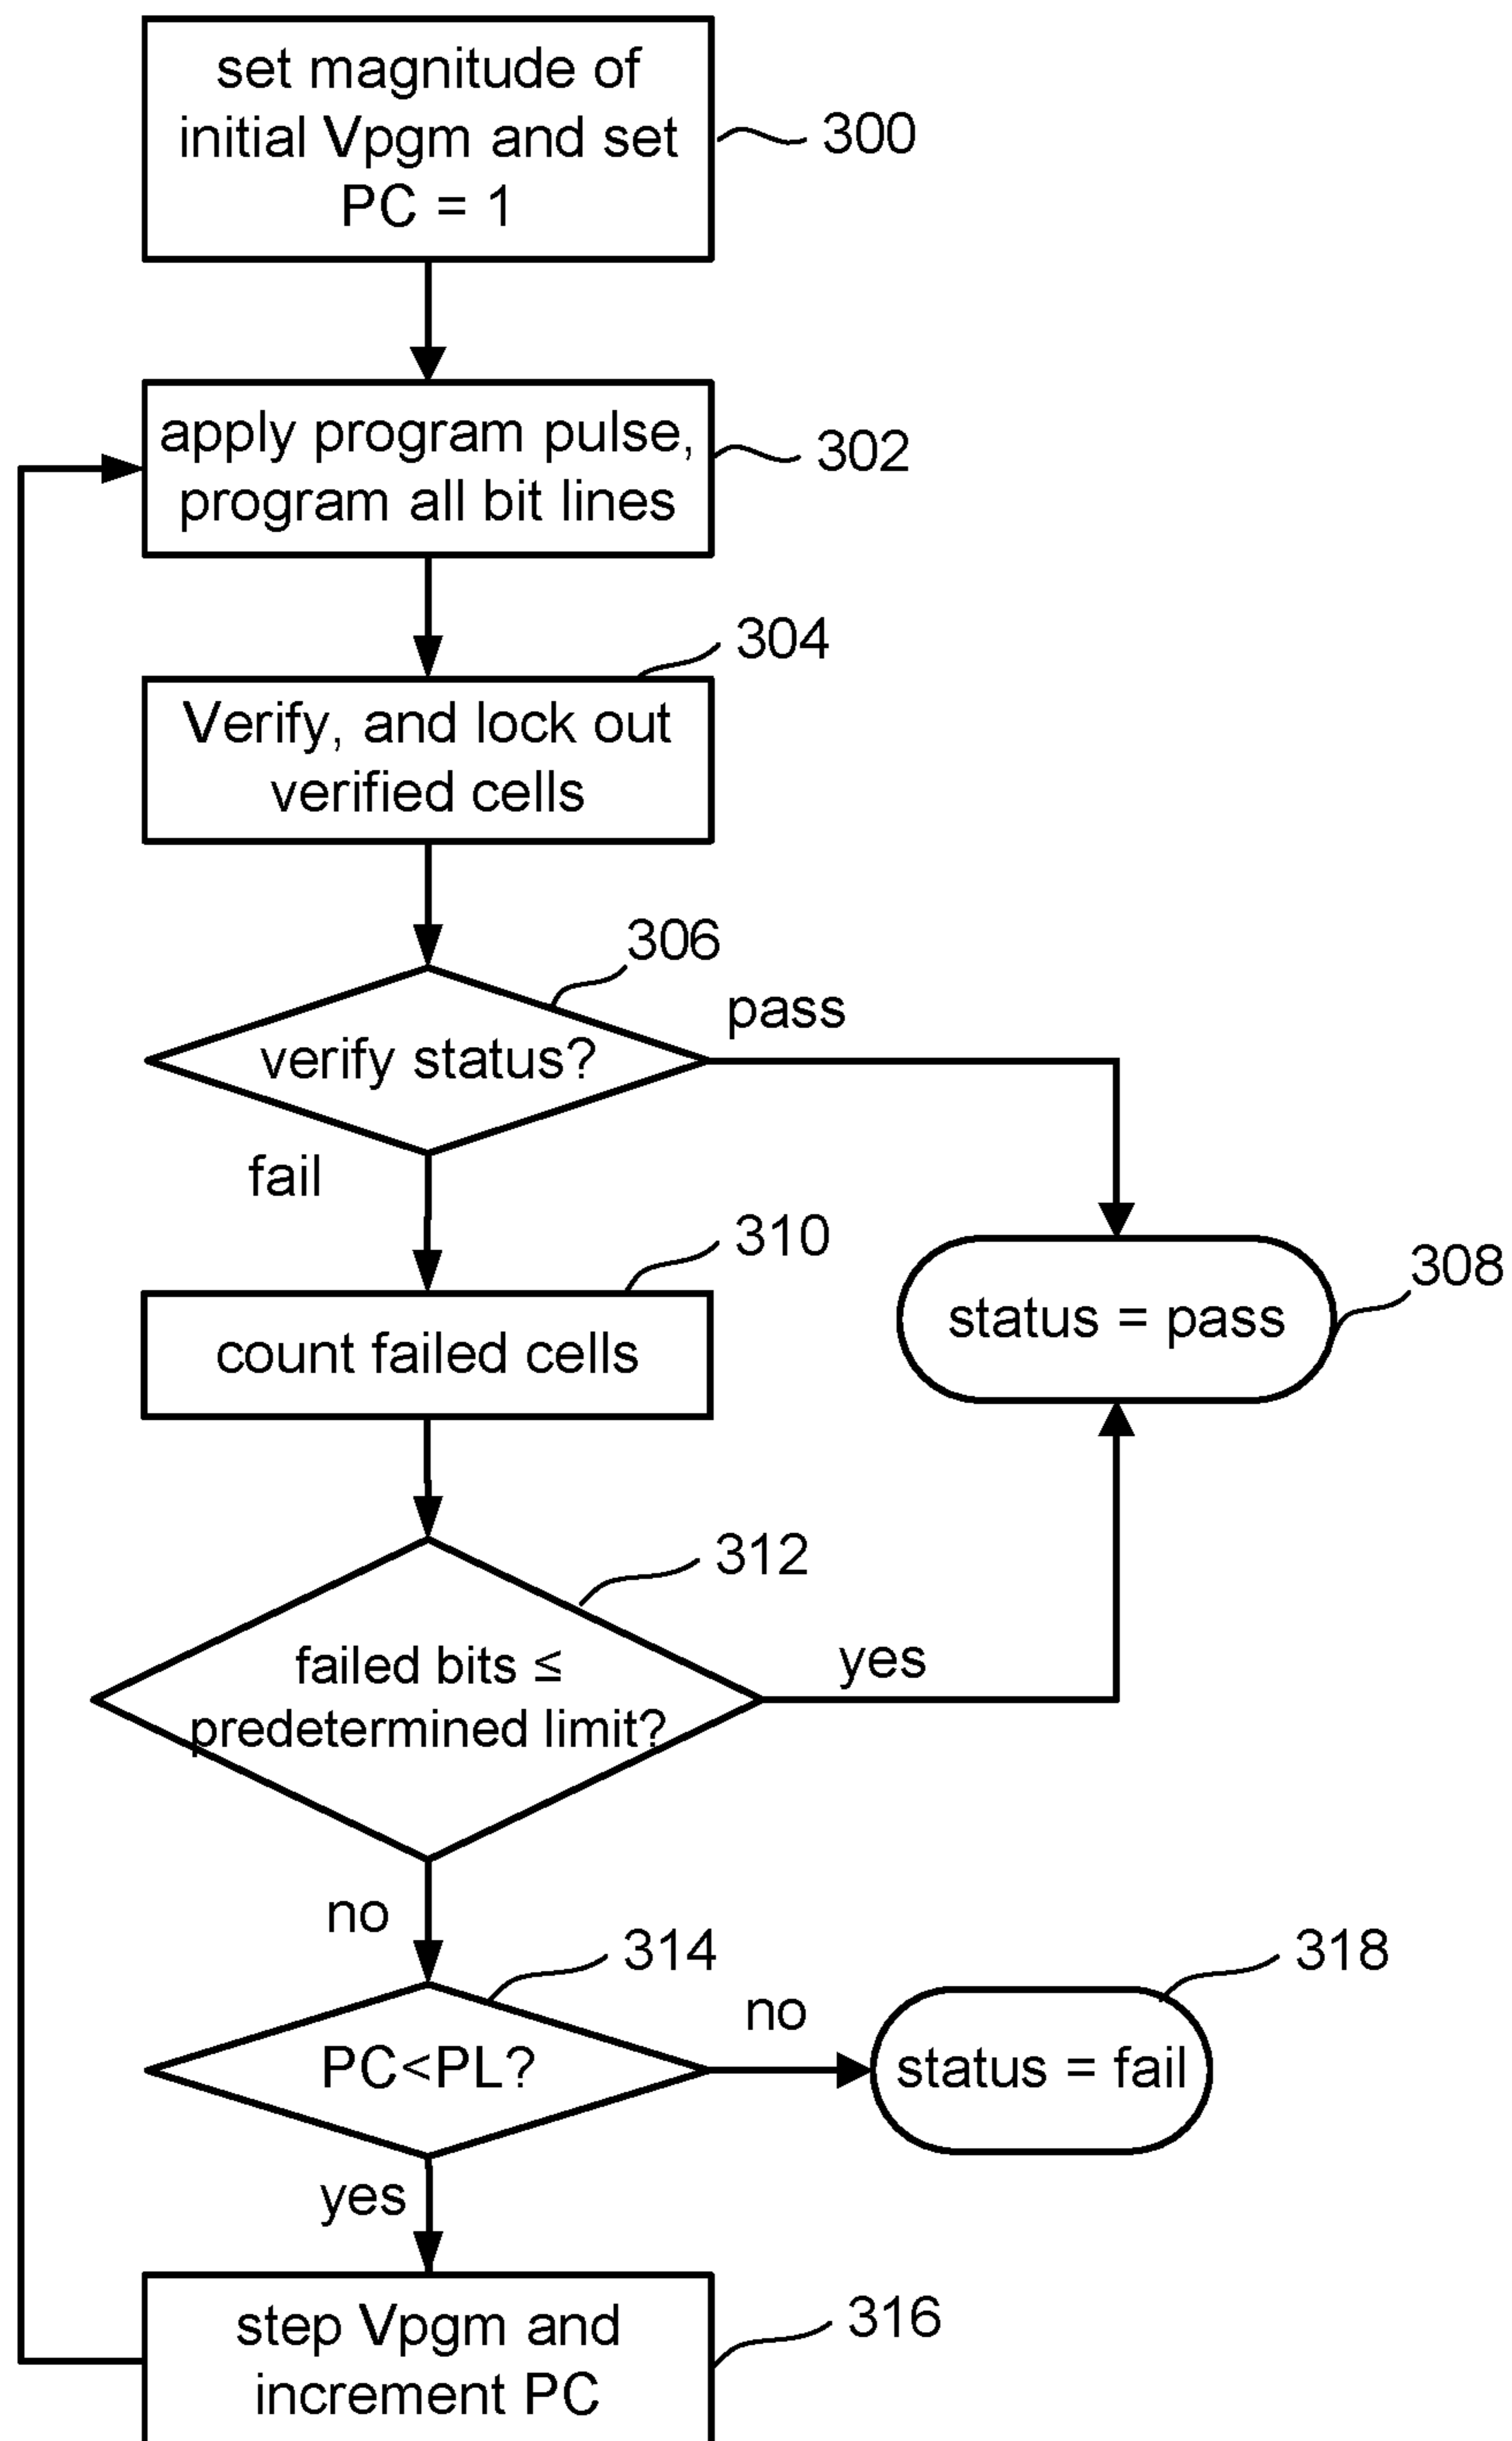 set magnitude of
initial Vpgm and set
PC = 1
300
apply program pulse,
program all bit lines
302
304
Verify, and lock out
verified cells
306
pass
verify status?
fail
310
308
status = pass
count failed cells
312
failed bits ≤
predetermined limit?
yes
no
314
318
no
PC<PL?
status = fail
yes
step Vpgm and
increment PC
316